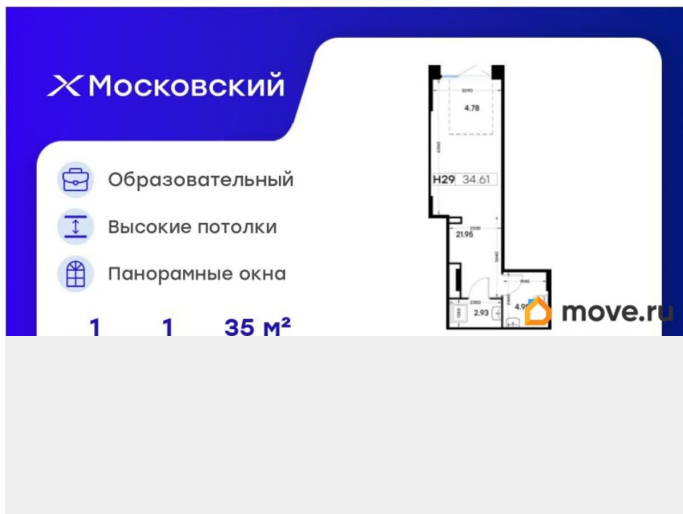 Московский
Образовательный
Высокие потолки
Панорамные окна
1 1 35 м²
4.78
H29 34.61
21.95
2.93
move.ru